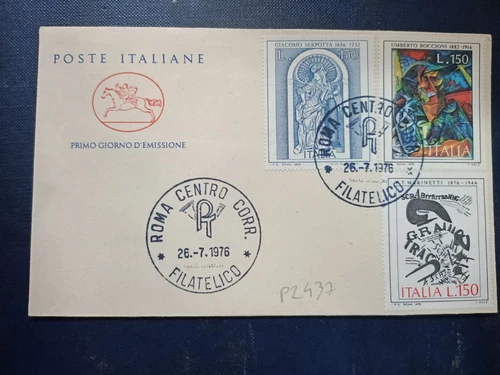 POSTE ITALIANE
PRIMO GIORNO D'EMISSIONE
GIACOMO SERPOTTA 1656 - 1732
L. 150
ITALIA
UMBERTO BOCCIONI 1882 - 1916
L.150
ITALIA
MARINETTI 1876 - 1944
SCRABrrRrraaNNG
ITALIA L.150
ROMA CENTRO CORR.
26.-7.1976
FILATELICO
ROMA CENTRO
26.-7.1976
FILATELICO
P2437